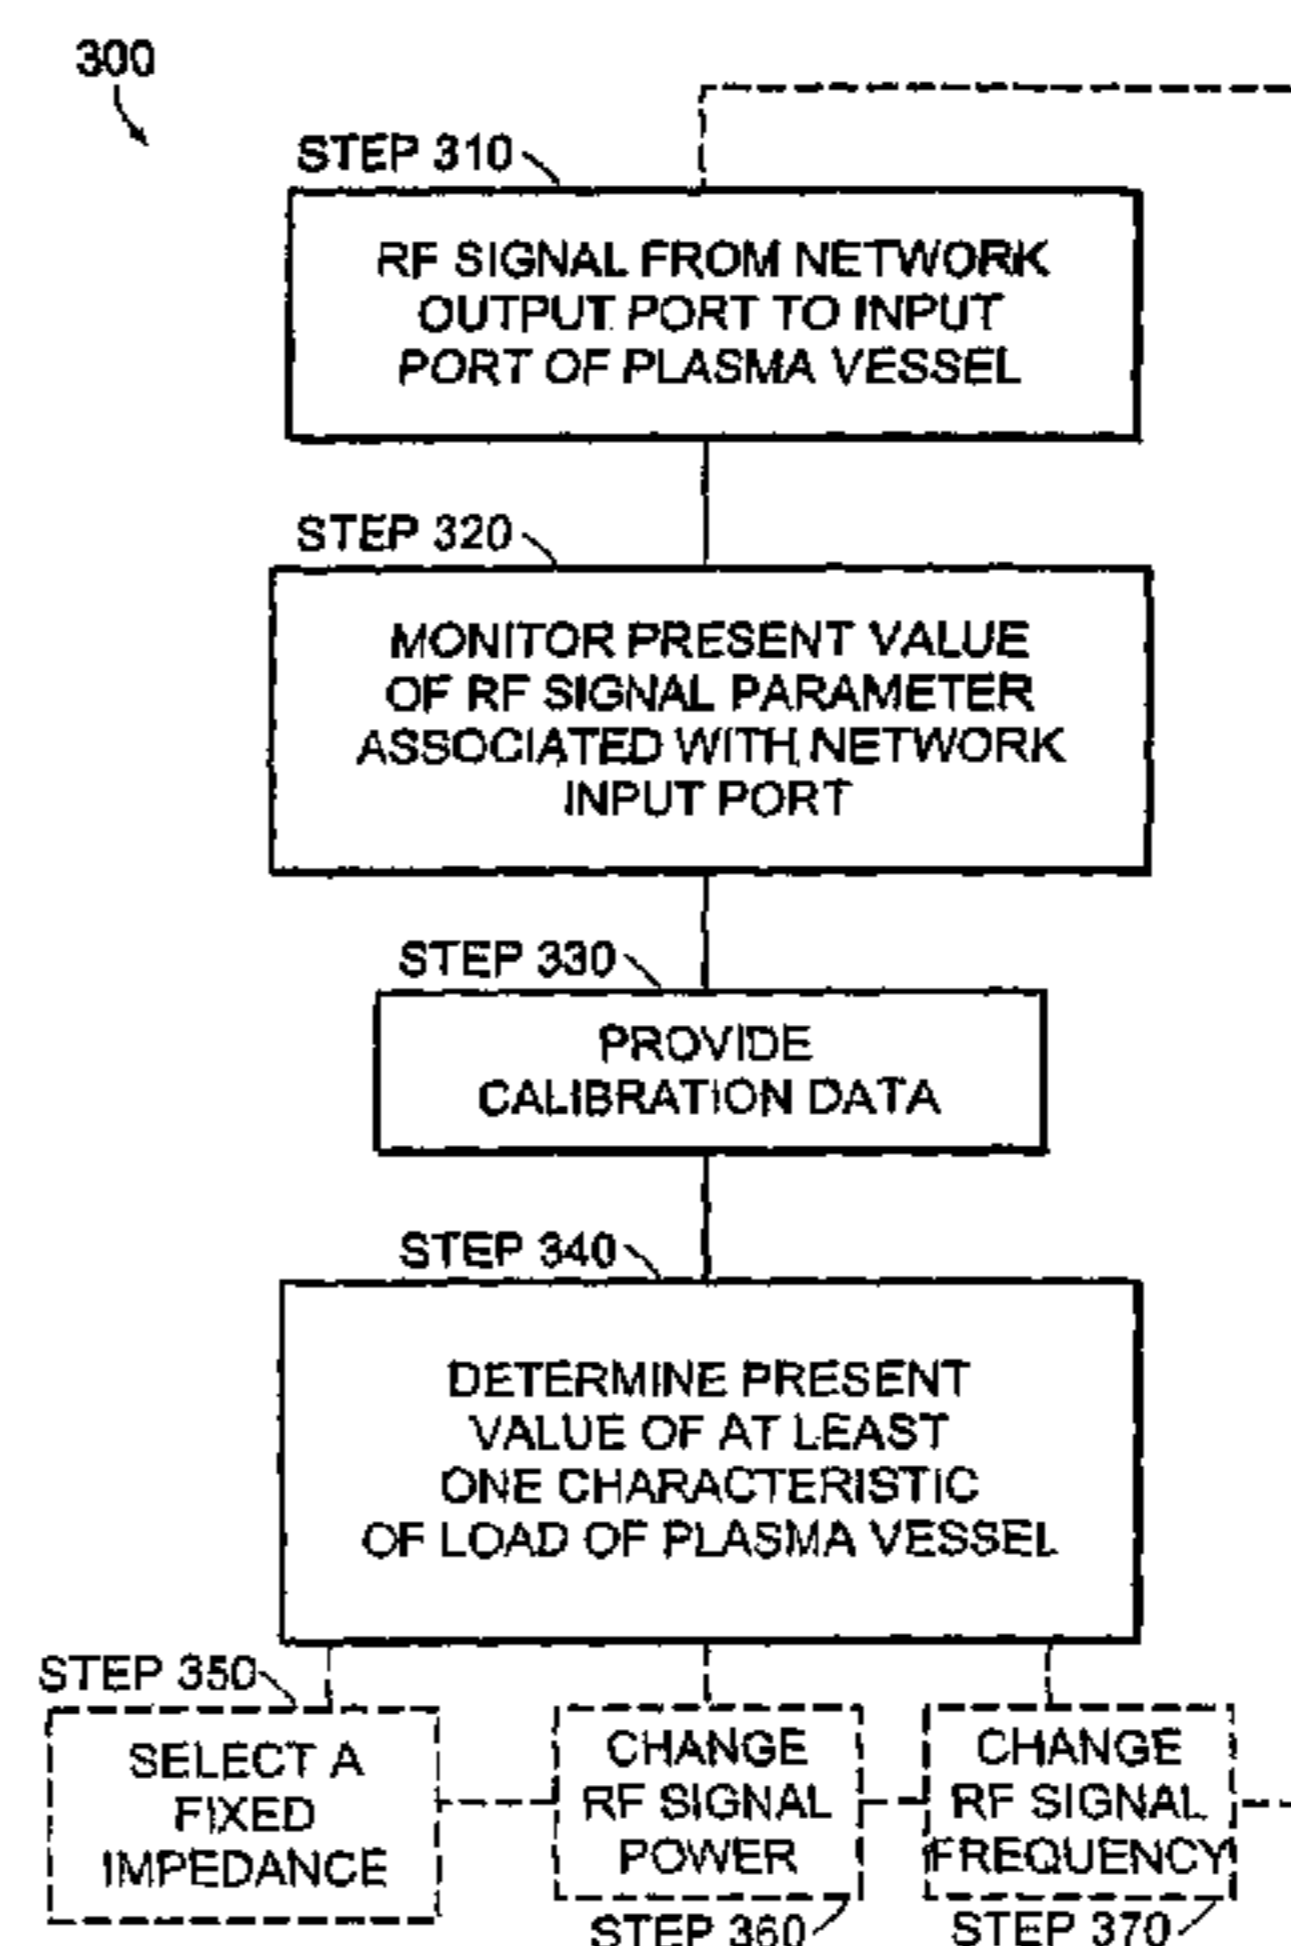 300
STEP 310
RF SIGNAL FROM NETWORK
OUTPUT PORT TO INPUT
PORT OF PLASMA VESSEL
STEP 320
MONITOR PRESENT VALUE
OF RF SIGNAL PARAMETER
ASSOCIATED WITH NETWORK
INPUT PORT
STEP 330
PROVIDE
CALIBRATION DATA
STEP 340
DETERMINE PRESENT
VALUE OF AT LEAST
ONE CHARACTERISTIC
OF LOAD OF PLASMA VESSEL
STEP 350
SELECT A
FIXED
IMPEDANCE
CHANGE
RF SIGNAL
POWER
STEP 360
CHANGE
RF SIGNAL
FREQUENCY
STEP 370